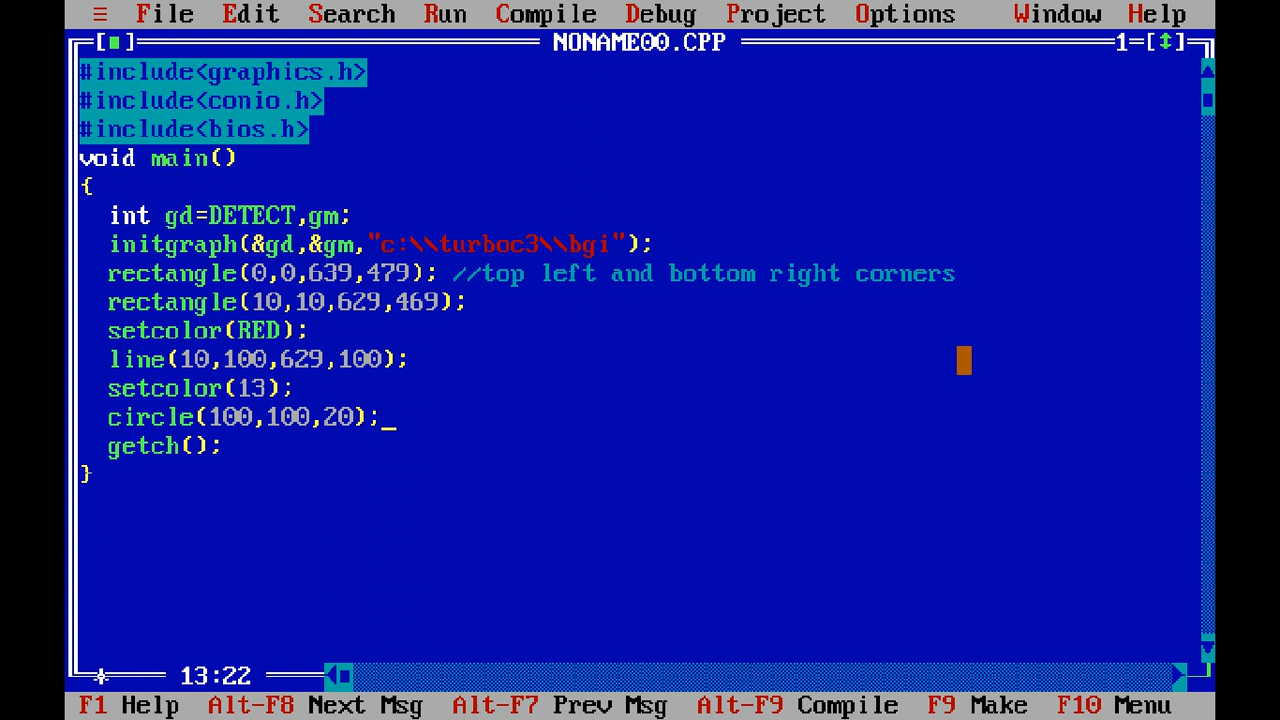 ≡ File Edit Search Run Compile Debug Project Options Window Help
[■] NONAME00.CPP 1=[↕]
#include<graphics.h>
#include<conio.h>
#include<bios.h>
void main()
{
int gd=DETECT,gm;
initgraph(&gd,&gm,"c:\\turboc3\\bgi");
rectangle(0,0,639,479); //top left and bottom right corners
rectangle(10,10,629,469);
setcolor(RED);
line(10,100,629,100);
setcolor(13);
circle(100,100,20);_
getch();
}
13:22
F1 Help Alt-F8 Next Msg Alt-F7 Prev Msg Alt-F9 Compile F9 Make F10 Menu